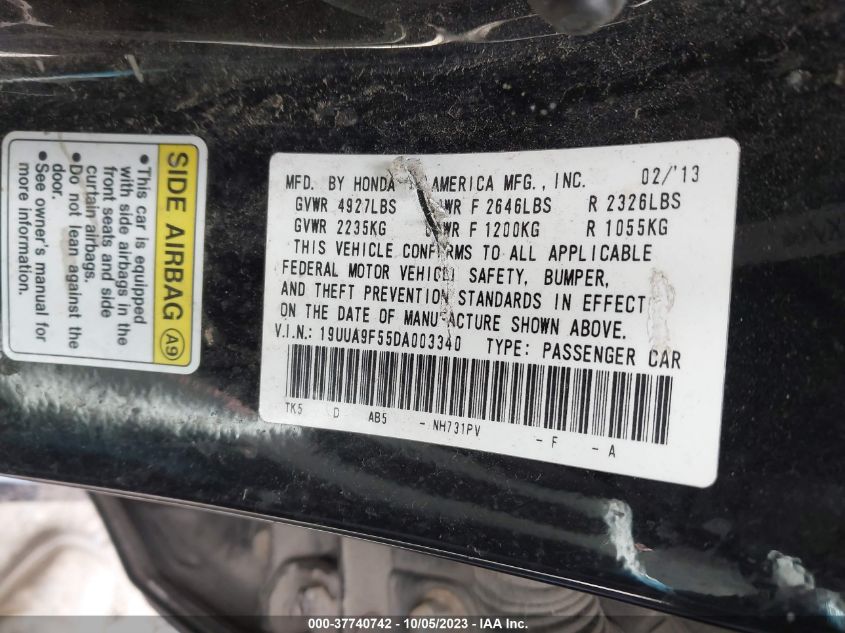 SIDE AIRBAG A9
• This car is equipped
with side airbags in the
front seats and side
curtain airbags.
• Do not lean against the
door.
• See owner's manual for
all information.
MFD. BY HONDA AMERICA MFG., INC. 02/'13
GVWR 4927LBS WR F 2646LBS R 2326LBS
GVWR 2235KG WR F 1200KG R 1055KG
THIS VEHICLE CONFORMS TO ALL APPLICABLE
FEDERAL MOTOR VEHICLE SAFETY, BUMPER,
AND THEFT PREVENTION STANDARDS IN EFFECT
ON THE DATE OF MANUFACTURE SHOWN ABOVE.
V.I.N.: 19UUA9F55DA003340 TYPE: PASSENGER CAR
TK5 D AB5 - NH731PV - F - A
000-37740742 - 10/05/2023 - IAA Inc.